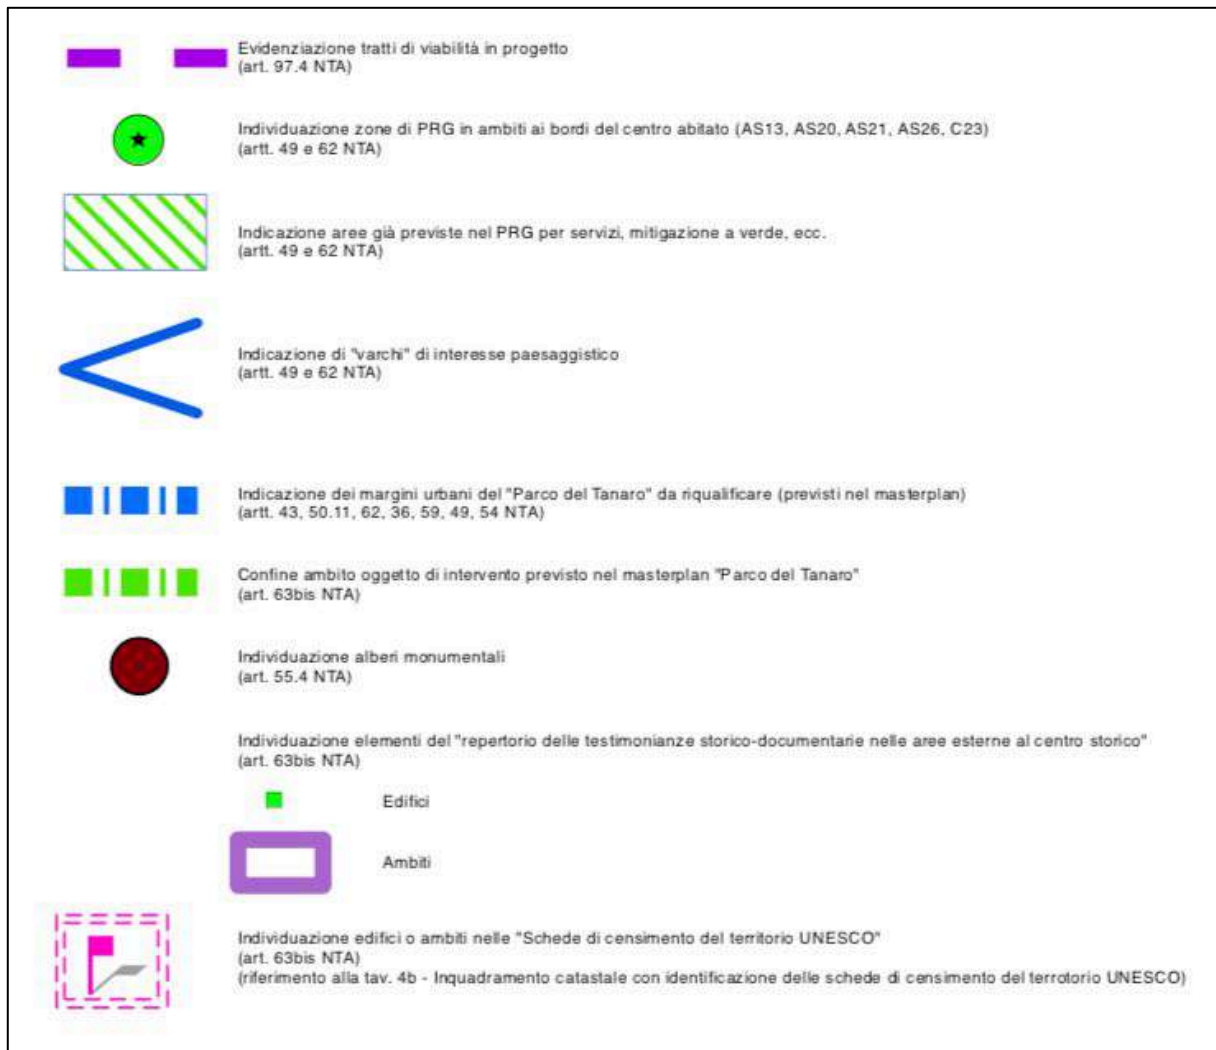 Evidenziazione tratti di viabilità in progetto
(art. 97.4 NTA)
Individuazione zone di PRG in ambiti ai bordi del centro abitato (AS13, AS20, AS21, AS26, C23)
(artt. 49 e 62 NTA)
Indicazione aree già previste nel PRG per servizi, mitigazione a verde, ecc.
(artt. 49 e 62 NTA)
Indicazione di "varchi" di interesse paesaggistico
(artt. 49 e 62 NTA)
Indicazione dei margini urbani del "Parco del Tanaro" da riqualificare (previsti nel masterplan)
(artt. 43, 50.11, 62, 36, 59, 49, 54 NTA)
Confine ambito oggetto di intervento previsto nel masterplan "Parco del Tanaro"
(art. 63bis NTA)
Individuazione alberi monumentali
(art. 55.4 NTA)
Individuazione elementi del "repertorio delle testimonianze storico-documentarie nelle aree esterne al centro storico"
(art. 63bis NTA)
Edifici
Ambiti
Individuazione edifici o ambiti nelle "Schede di censimento del territorio UNESCO"
(art. 63bis NTA)
(riferimento alla tav. 4b - Inquadramento catastale con identificazione delle schede di censimento del terrotorio UNESCO)